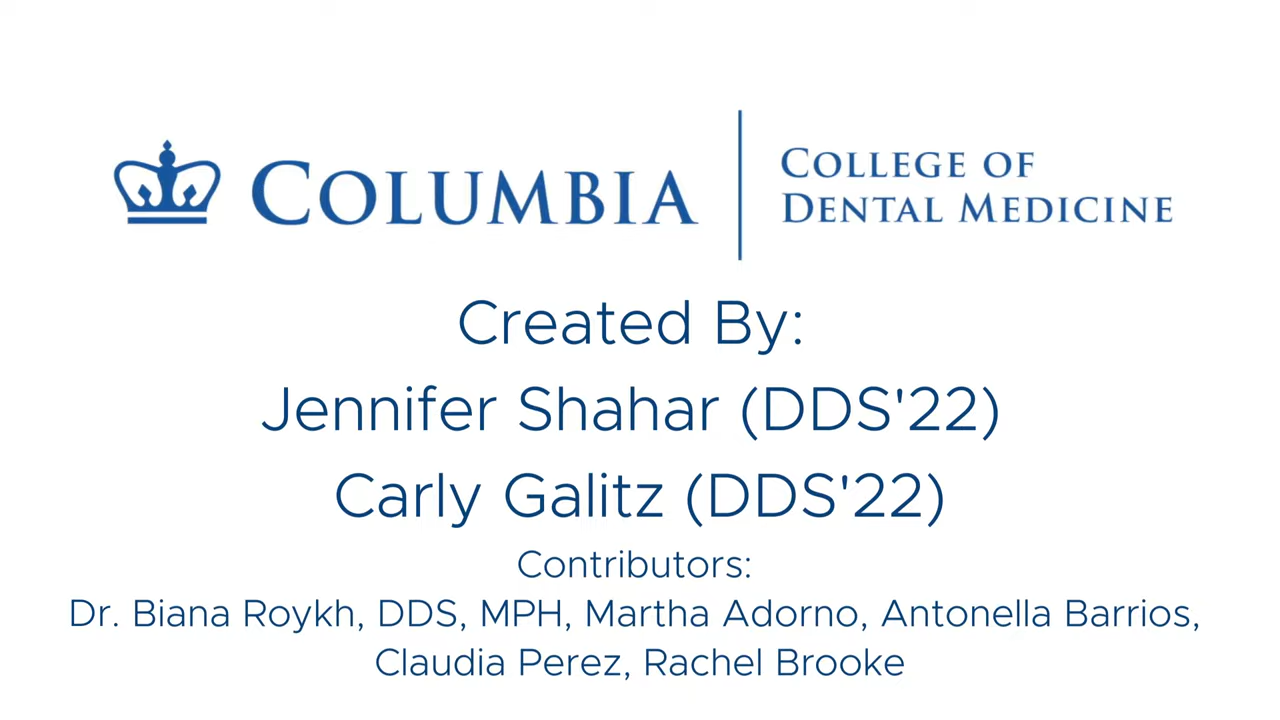 COLUMBIA
COLLEGE OF
DENTAL MEDICINE
Created By:
Jennifer Shahar (DDS'22)
Carly Galitz (DDS'22)
Contributors:
Dr. Biana Roykh, DDS, MPH, Martha Adorno, Antonella Barrios,
Claudia Perez, Rachel Brooke